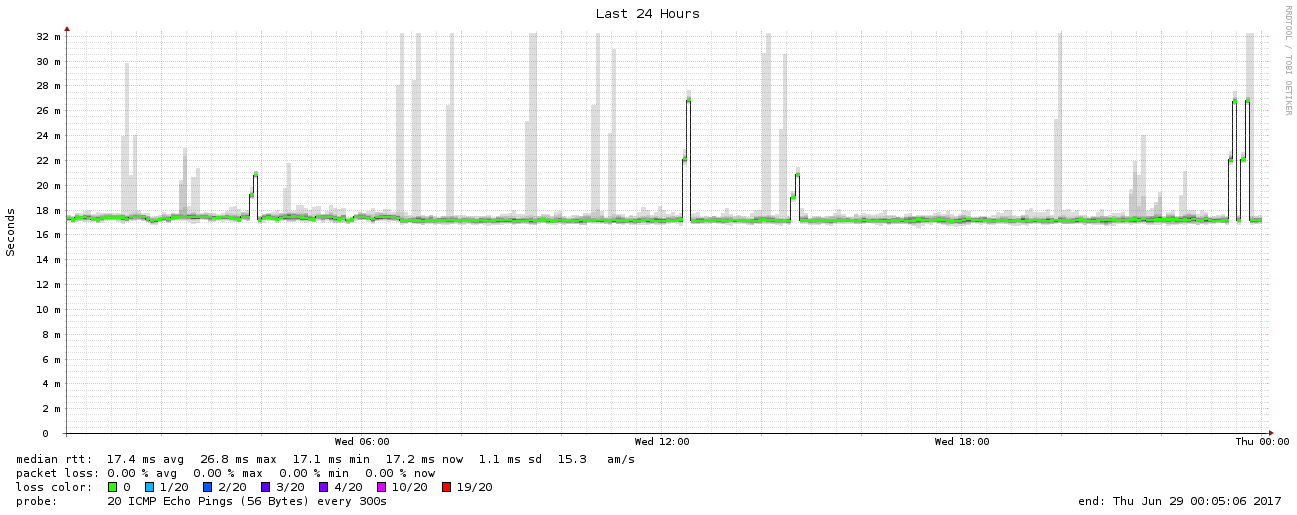 Last 24 Hours
RRDTOOL / TOBI OETIKER
Seconds
32 m
30 m
28 m
26 m
24 m
22 m
20 m
18 m
16 m
14 m
12 m
10 m
8 m
6 m
4 m
2 m
0
Wed 06:00 Wed 12:00 Wed 18:00 Thu 00:00
median rtt: 17.4 ms avg 26.8 ms max 17.1 ms min 17.2 ms now 1.1 ms sd 15.3 am/s
packet loss: 0.00 % avg 0.00 % max 0.00 % min 0.00 % now
loss color: 0 1/20 2/20 3/20 4/20 10/20 19/20
probe: 20 ICMP Echo Pings (56 Bytes) every 300s end: Thu Jun 29 00:05:06 2017